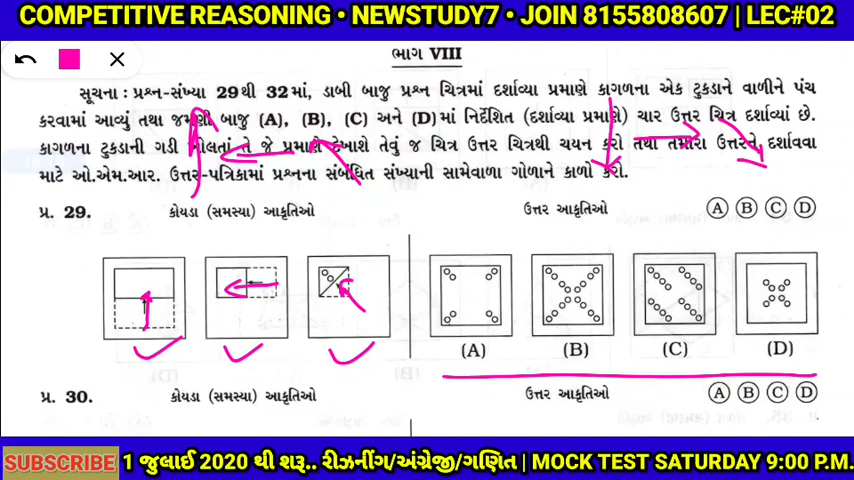 COMPETITIVE REASONING • NEWSTUDY7 • JOIN 8155808607 | LEC#02
ભાગ VIII
સૂચના : પ્રશ્ન-સંખ્યા 29થી 32માં, ડાબી બાજુ પ્રશ્ન ચિત્રમાં દર્શાવ્યા પ્રમાણે કાગળના એક ટુકડાને વાળીને પંચ
કરવામાં આવ્યું તથા જમણી બાજુ (A), (B), (C) અને (D)માં નિર્દેશિત (દર્શાવ્યા પ્રમાણે) ચાર ઉત્તર ચિત્ર દર્શાવ્યાં છે.
કાગળના ટુકડાની ગડી ખોલતાં તે જે પ્રમાણે દેખાશે તેવું જ ચિત્ર ઉત્તર ચિત્રથી ચયન કરો તથા તમારા ઉત્તરને દર્શાવવા
માટે ઓ.એમ.આર. ઉત્તર-પત્રિકામાં પ્રશ્નના સંબંધિત સંખ્યાની સામેવાળા ગોળાને કાળો કરો.
પ્ર. 29. કોયડા (સમસ્યા) આકૃતિઓ ઉત્તર આકૃતિઓ A B C D
(A) (B) (C) (D)
પ્ર. 30. કોયડા (સમસ્યા) આકૃતિઓ ઉત્તર આકૃતિઓ A B C D
SUBSCRIBE 1 જુલાઈ 2020 થી શરૂ.. રીઝનીંગ/અંગ્રેજી/ગણિત | MOCK TEST SATURDAY 9:00 P.M.